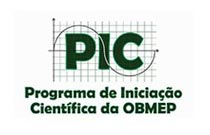 PIC
Programa de Iniciação
Científica da OBMEP